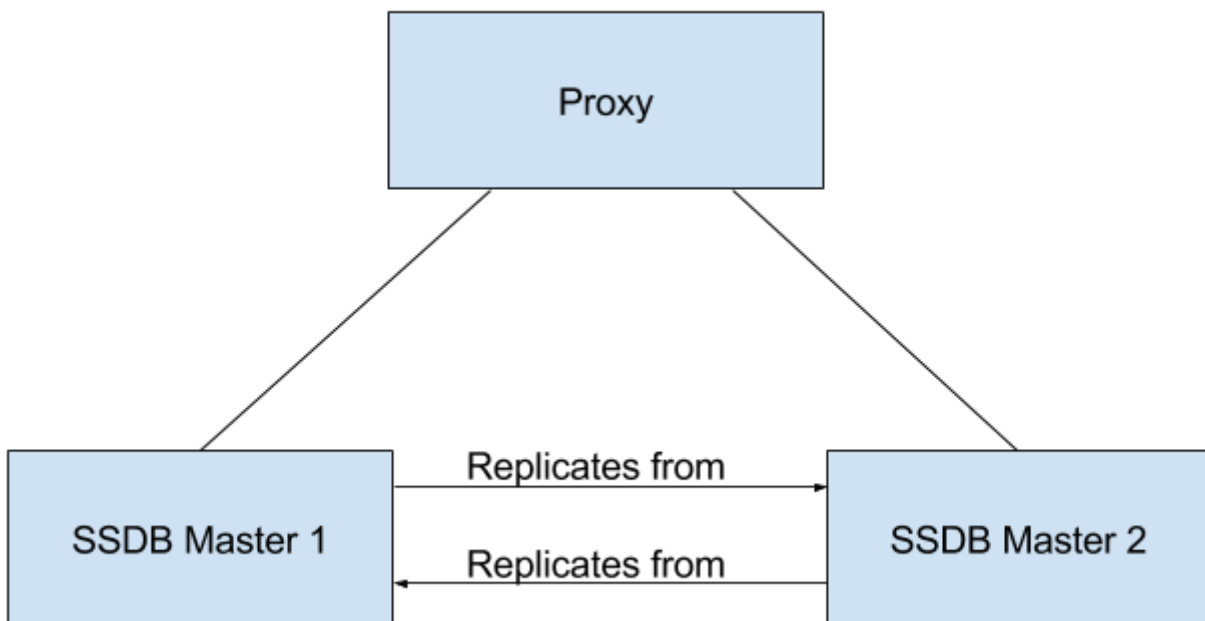 Proxy
Replicates from
SSDB Master 1
SSDB Master 2
Replicates from